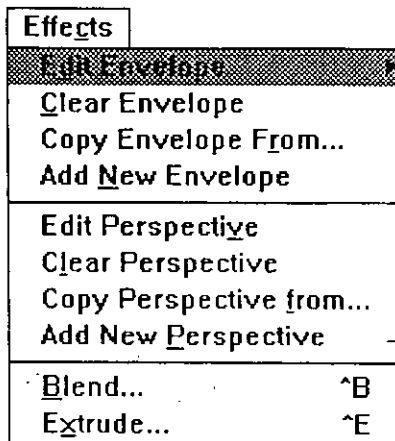 Effects
Edit Envelope
Clear Envelope
Copy Envelope From...
Add New Envelope
Edit Perspective
Clear Perspective
Copy Perspective from...
Add New Perspective
Blend... ^B
Extrude... ^E